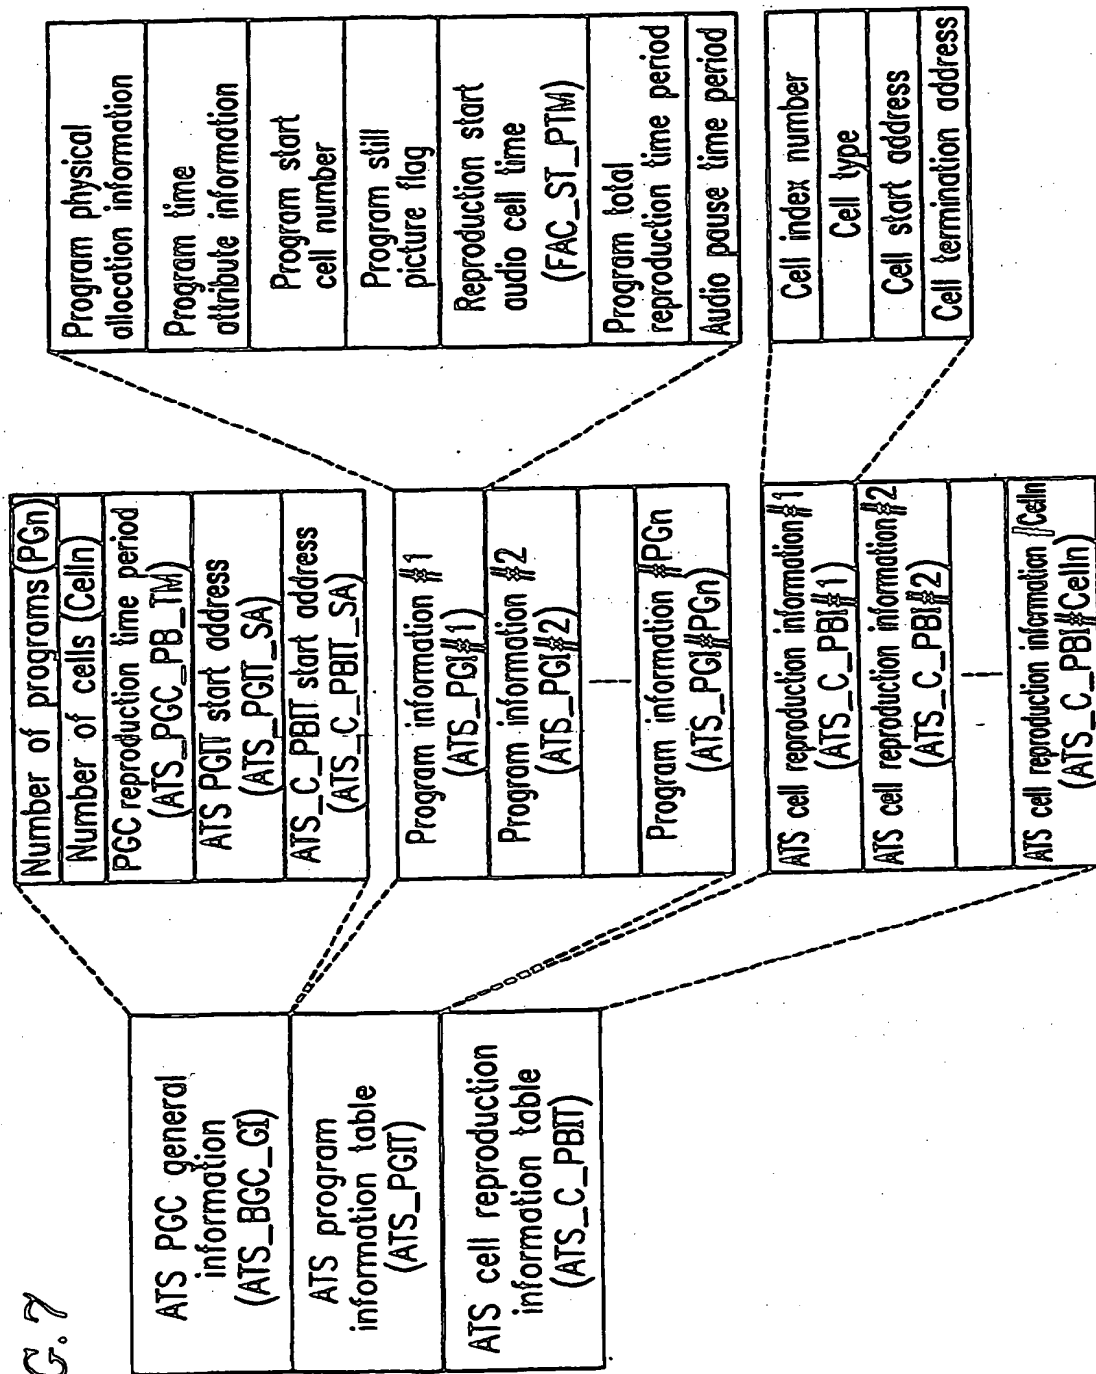 G. 7
ATS PGC general
information
(ATS_BGC_GI)
ATS program
information table
(ATS_PGIT)
ATS cell reproduction
information table
(ATS_C_PBIT)
Number of programs (PGn)
Number of cells (Celln)
PGC reproduction time period
(ATS_PGC_PB_TM)
ATS PGIT start address
(ATS_PGIT_SA)
ATS_C_PBIT start address
(ATS_C_PBIT_SA)
Program information #1
(ATS_PGI#1)
Program information #2
(ATS_PGI#2)
Program information #PGn
(ATS_PGI#PGn)
ATS cell reproduction information#1
(ATS_C_PBI#1)
ATS cell reproduction information#2
(ATS_C_PBI#2)
ATS cell reproduction information #Celln
(ATS_C_PBI#Celln)
Program physical
allocation information
Program time
attribute information
Program start
cell number
Program still
picture flag
Reproduction start
audio cell time
(FAC_ST_PTM)
Program total
reproduction time period
Audio pause time period
Cell index number
Cell type
Cell start address
Cell termination address